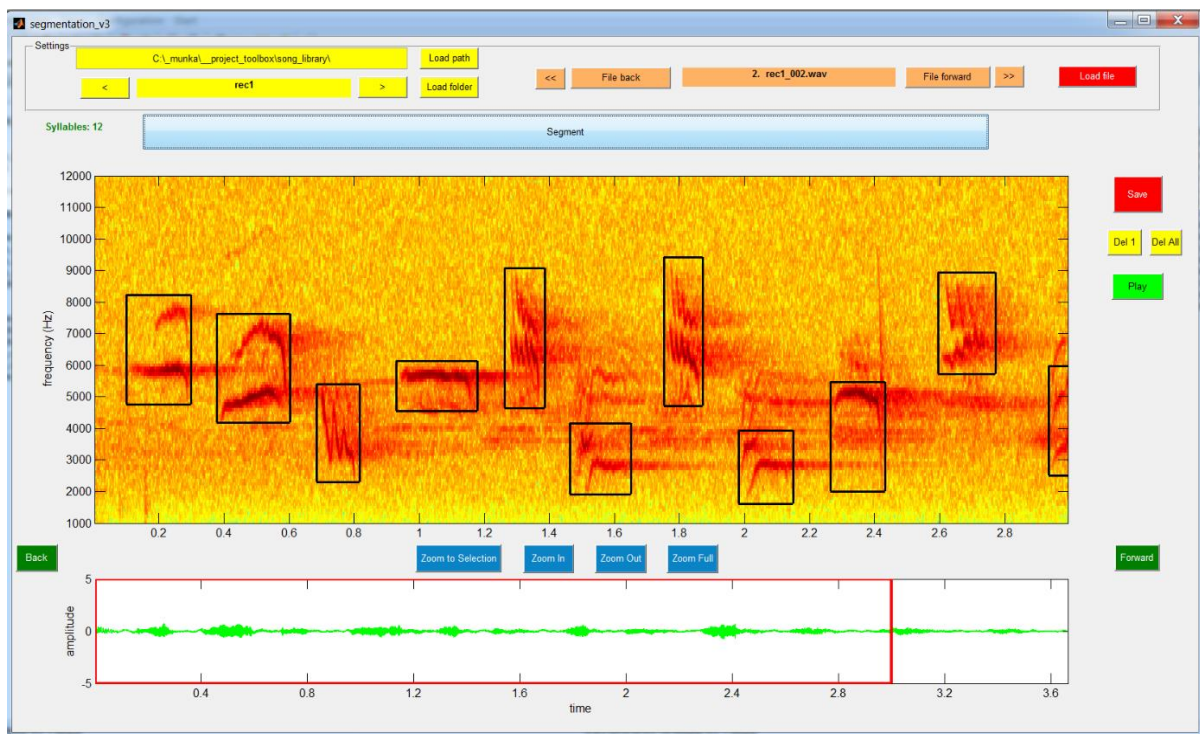 segmentation_v3
Settings
C:\_munka\__project_toolbox\song_library\
Load path
<
rec1
>
Load folder
<<
File back
2. rec1_002.wav
File forward
>>
Load file
Syllables: 12
Segment
12000
11000
10000
9000
8000
7000
6000
5000
4000
3000
2000
1000
frequency (Hz)
0.2 0.4 0.6 0.8 1 1.2 1.4 1.6 1.8 2 2.2 2.4 2.6 2.8
Save
Del 1
Del All
Play
Back
Zoom to Selection
Zoom In
Zoom Out
Zoom Full
Forward
5
0
-5
amplitude
0.4 0.8 1.2 1.6 2 2.4 2.8 3.2 3.6
time